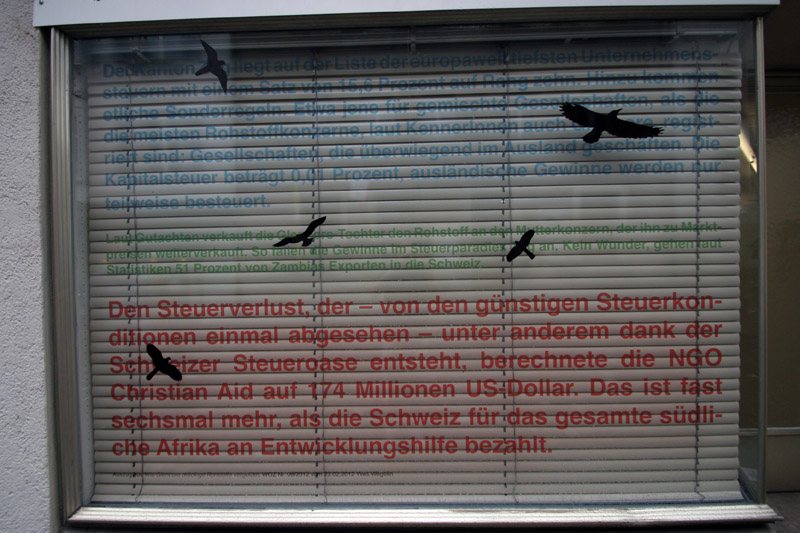 Der Kanton liegt auf der Liste der europaweit tiefsten Unternehmens-
steuern mit einem Satz von 15,8 Prozent auf Rang zehn. Hinzu kommen
etliche Sonderregeln. Etwa jene für gemischte Gesellschaften, als die
die meisten Rohstoffkonzerne, laut Kennerinnen auch regist-
riert sind: Gesellschaften, die überwiegend im Ausland geschäften. Die
Kapitalsteuer beträgt 0,01 Prozent, ausländische Gewinne werden nur
teilweise besteuert.
Laut Gutachten verkauft die Tochter den Rohstoff an den Mutterkonzern, der ihn zu Markt-
preisen weiterverkauft. So fallen die Gewinne im Steuerparadies an. Kein Wunder, gehen laut
Statistiken 51 Prozent von Zambias Exporten in die Schweiz.
Den Steuerverlust, der – von den günstigen Steuerkon-
ditionen einmal abgesehen – unter anderem dank der
Schweizer Steueroase entsteht, berechnete die NGO
Christian Aid auf 174 Millionen US-Dollar. Das ist fast
sechsmal mehr, als die Schweiz für das gesamte südli-
che Afrika an Entwicklungshilfe bezahlt.